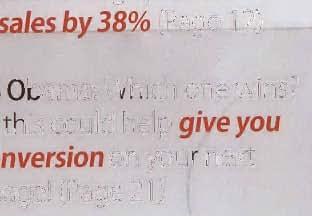 sales by 38% (Page 17)
Obama: Which one wins?
this could help give you
nversion on your next
(Page 21)